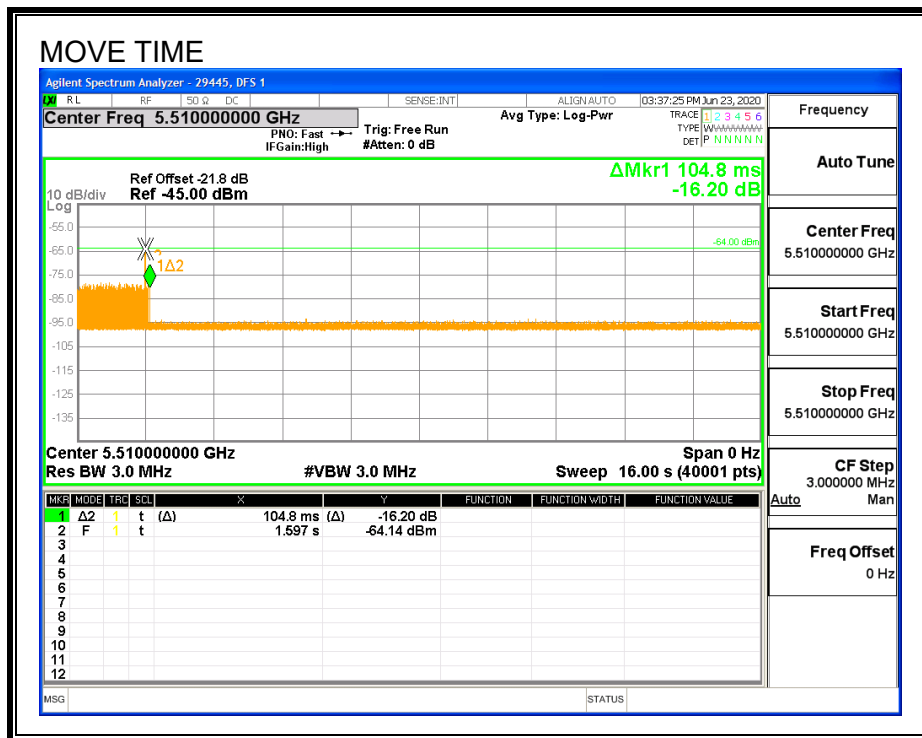 MOVE TIME
Agilent Spectrum Analyzer - 29445, DFS 1
LXI RL RF 50 Ω DC SENSE:INT ALIGN AUTO 03:37:25 PM Jun 23, 2020
Center Freq 5.510000000 GHz
Avg Type: Log-Pwr
TRACE 1 2 3 4 5 6
TYPE WWWWWW
DET P N N N N N
PNO: Fast
IFGain:High
Trig: Free Run
#Atten: 0 dB
ΔMkr1 104.8 ms
-16.20 dB
Ref Offset -21.8 dB
10 dB/div Ref -45.00 dBm
Log
-55.0
-64.00 dBm
-65.0
1Δ2
-75.0
-85.0
-95.0
-105
-115
-125
-135
Center 5.510000000 GHz Span 0 Hz
Res BW 3.0 MHz #VBW 3.0 MHz Sweep 16.00 s (40001 pts)
MKR MODE TRC SCL X Y FUNCTION FUNCTION WIDTH FUNCTION VALUE
1 Δ2 1 t (Δ) 104.8 ms (Δ) -16.20 dB
2 F 1 t 1.597 s -64.14 dBm
3
4
5
6
7
8
9
10
11
12
MSG STATUS
Frequency
Auto Tune
Center Freq
5.510000000 GHz
Start Freq
5.510000000 GHz
Stop Freq
5.510000000 GHz
CF Step
3.000000 MHz
Auto Man
Freq Offset
0 Hz